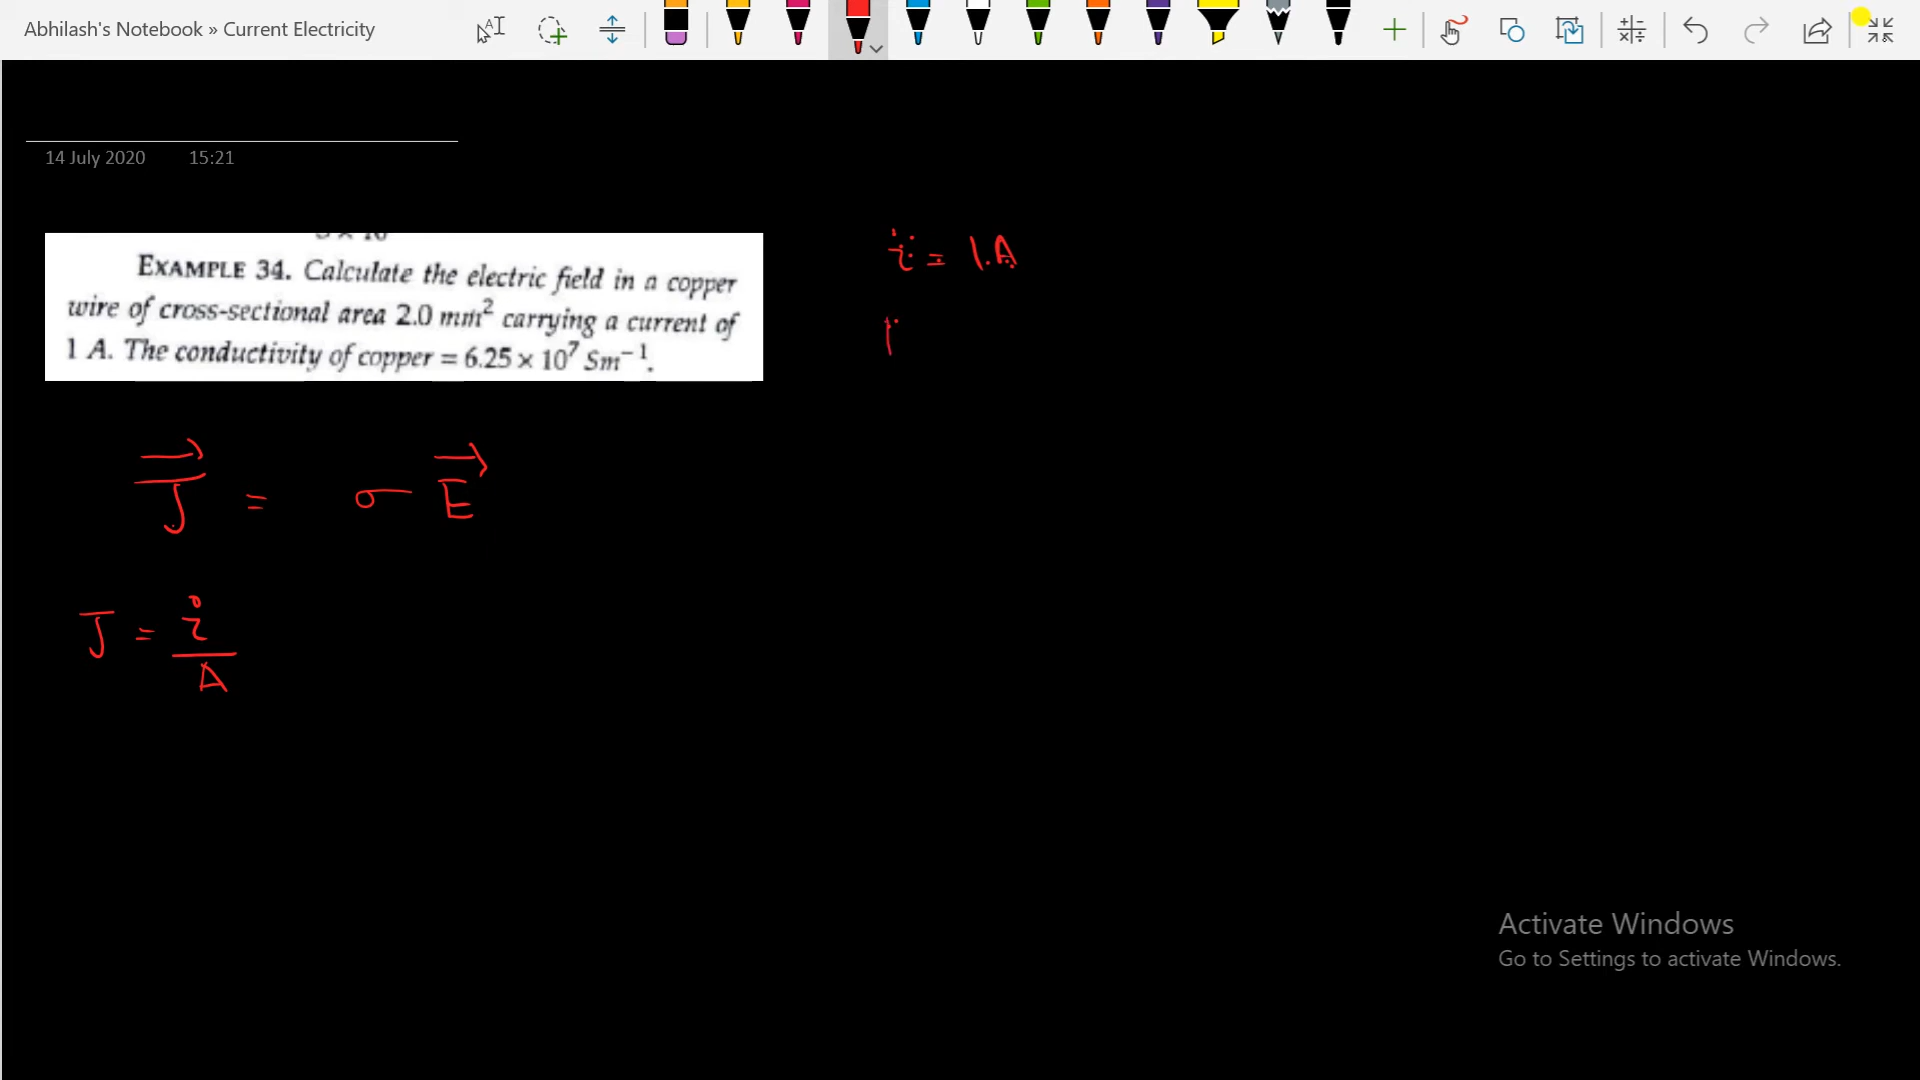 Abhilash's Notebook » Current Electricity
14 July 2020 15:21
EXAMPLE 34. Calculate the electric field in a copper
wire of cross-sectional area 2.0 mm² carrying a current of
1 A. The conductivity of copper = 6.25 × 10⁷ Sm⁻¹.
i = 1.A
J = σ E
J = i
A
Activate Windows
Go to Settings to activate Windows.